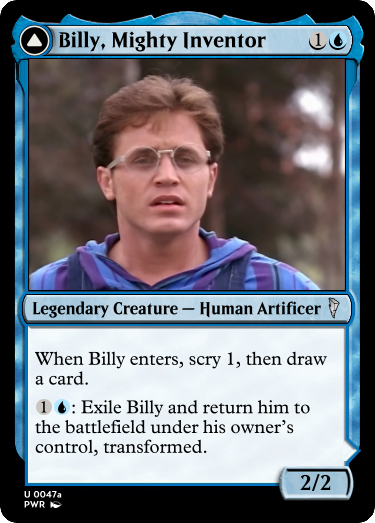 Billy, Mighty Inventor 1
Legendary Creature — Human Artificer
When Billy enters, scry 1, then draw
a card.
1 : Exile Billy and return him to
the battlefield under his owner's
control, transformed.
2/2
U 0047a
PWR